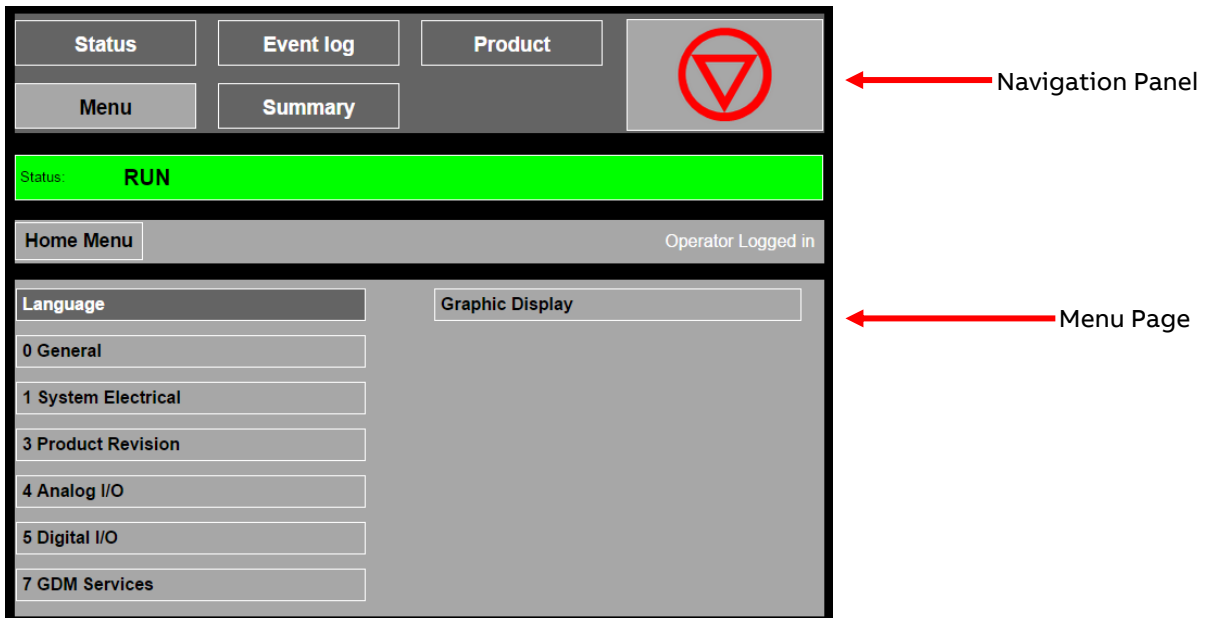 Status Event log Product
Menu Summary
Navigation Panel
Status: RUN
Home Menu Operator Logged in
Language Graphic Display
Menu Page
0 General
1 System Electrical
3 Product Revision
4 Analog I/O
5 Digital I/O
7 GDM Services